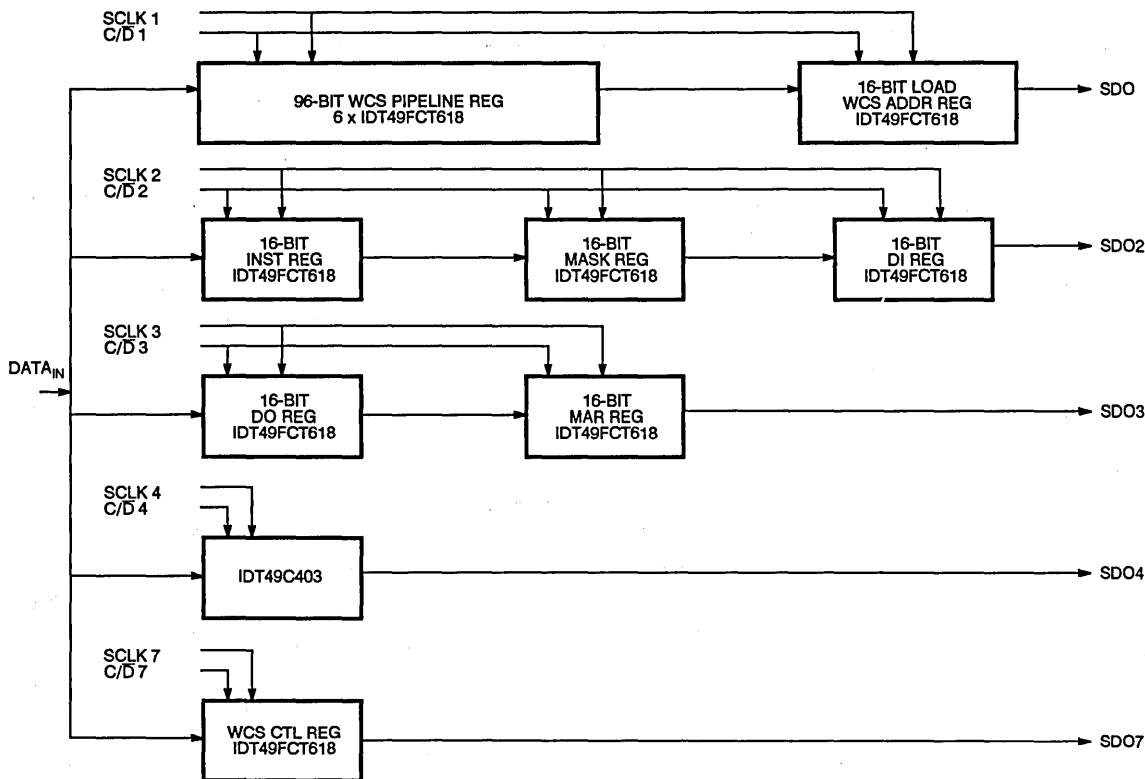 SCLK 1
C/D̅ 1
96-BIT WCS PIPELINE REG
6 x IDT49FCT618
16-BIT LOAD
WCS ADDR REG
IDT49FCT618
SDO
SCLK 2
C/D̅ 2
16-BIT
INST REG
IDT49FCT618
16-BIT
MASK REG
IDT49FCT618
16-BIT
DI REG
IDT49FCT618
SDO2
SCLK 3
C/D̅ 3
DATAIN
16-BIT
DO REG
IDT49FCT618
16-BIT
MAR REG
IDT49FCT618
SDO3
SCLK 4
C/D̅ 4
IDT49C403
SDO4
SCLK 7
C/D̅ 7
WCS CTL REG
IDT49FCT618
SDO7